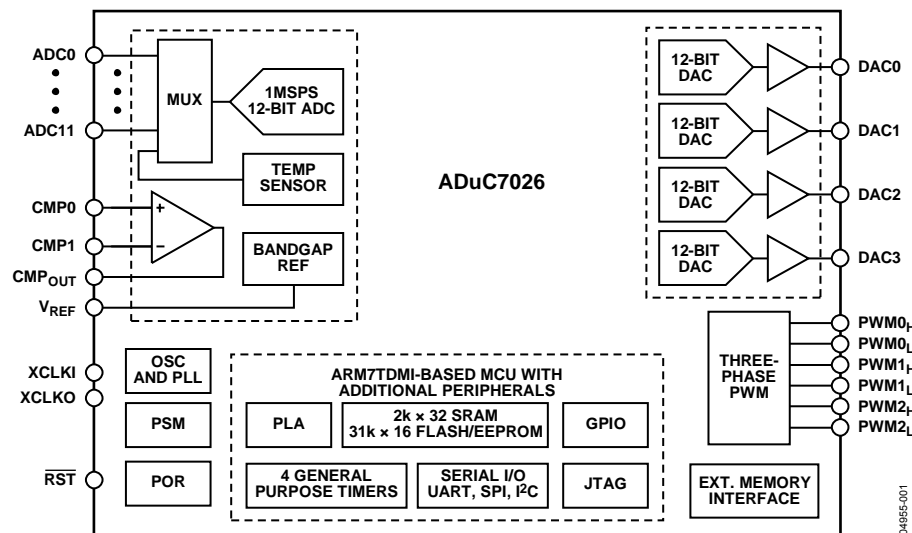 ADC0
ADC11
CMP0
CMP1
CMPOUT
VREF
XCLKI
XCLKO
RST
MUX
1MSPS
12-BIT ADC
TEMP
SENSOR
+
−
BANDGAP
REF
ADuC7026
12-BIT
DAC
12-BIT
DAC
12-BIT
DAC
12-BIT
DAC
DAC0
DAC1
DAC2
DAC3
THREE-
PHASE
PWM
PWM0H
PWM0L
PWM1H
PWM1L
PWM2H
PWM2L
OSC
AND PLL
PSM
POR
ARM7TDMI-BASED MCU WITH
ADDITIONAL PERIPHERALS
PLA
2k × 32 SRAM
31k × 16 FLASH/EEPROM
GPIO
4 GENERAL
PURPOSE TIMERS
SERIAL I/O
UART, SPI, I²C
JTAG
EXT. MEMORY
INTERFACE
04955-001